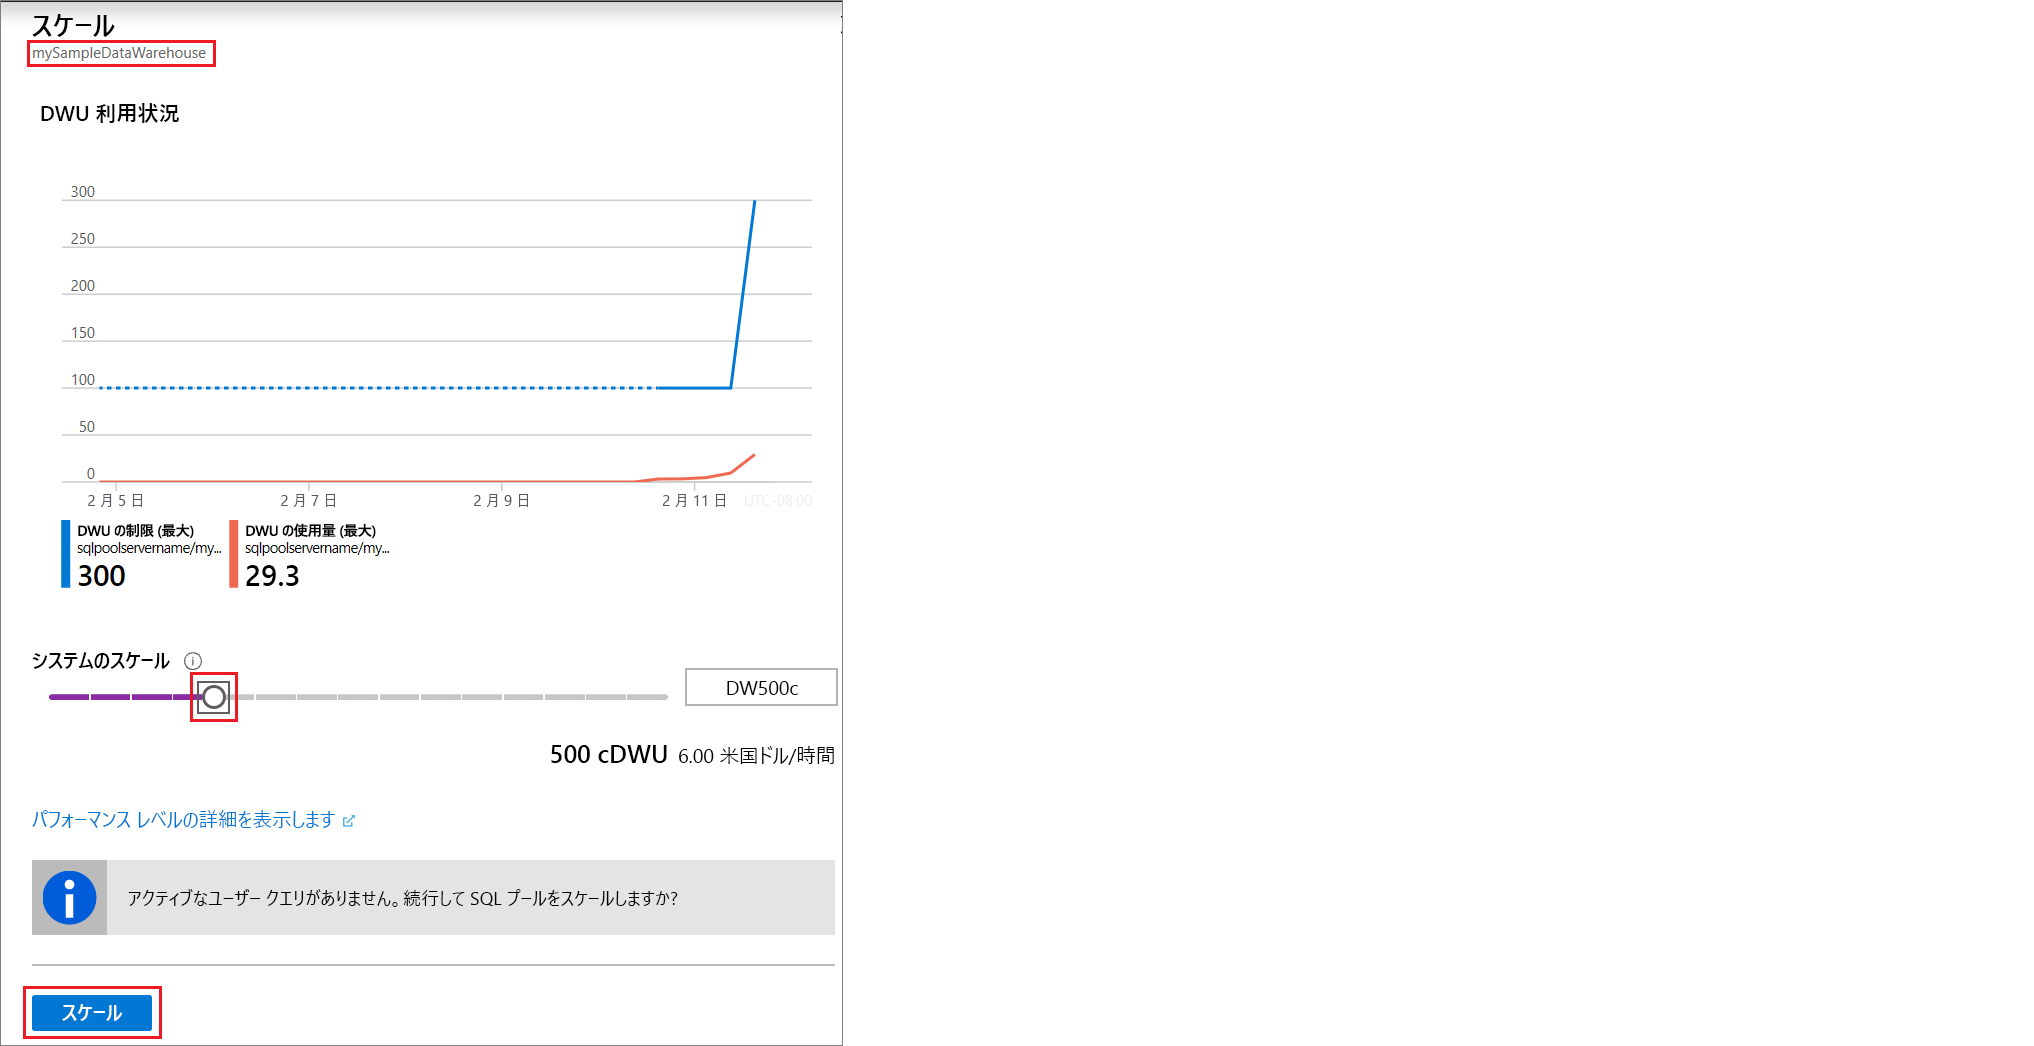 スケール
mySampleDataWarehouse
DWU 利用状況
300
250
200
150
100
50
0
2 月 5 日
2 月 7 日
2 月 9 日
2 月 11 日
UTC-08:00
DWU の制限 (最大)
sqlpoolservername/my...
300
DWU の使用量 (最大)
sqlpoolservername/my...
29.3
システムのスケール
DW500c
500 cDWU 6.00 米国ドル/時間
パフォーマンス レベルの詳細を表示します
アクティブなユーザー クエリがありません。続行して SQL プールをスケールしますか?
スケール